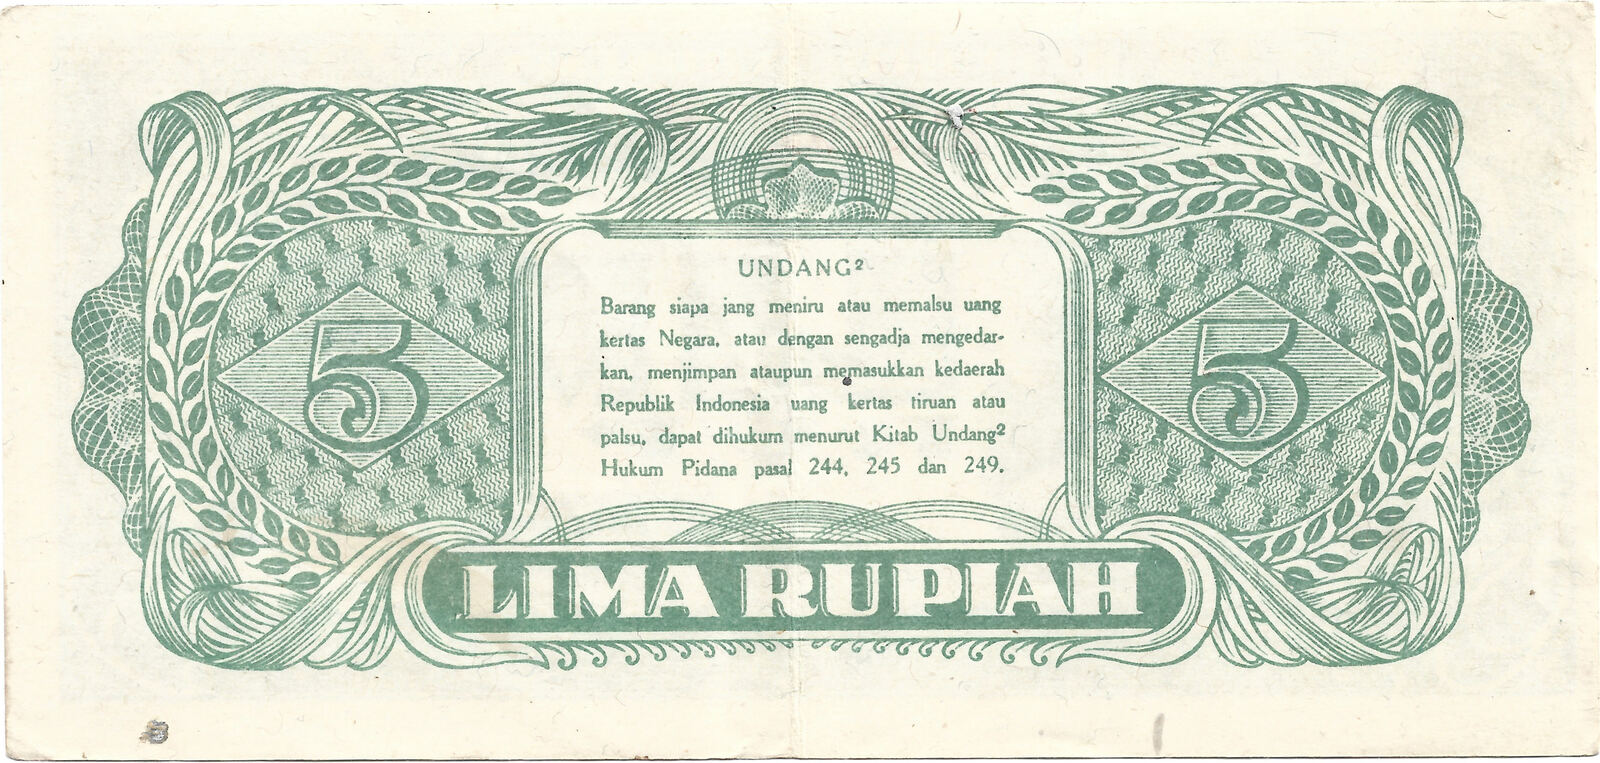 UNDANG²
Barang siapa jang meniru atau memalsu uang
kertas Negara, atau dengan sengadja mengedar-
kan, menjimpan ataupun memasukkan kedaerah
Republik Indonesia uang kertas tiruan atau
palsu, dapat dihukum menurut Kitab Undang²
Hukum Pidana pasal 244, 245 dan 249.
5 5
LIMA RUPIAH